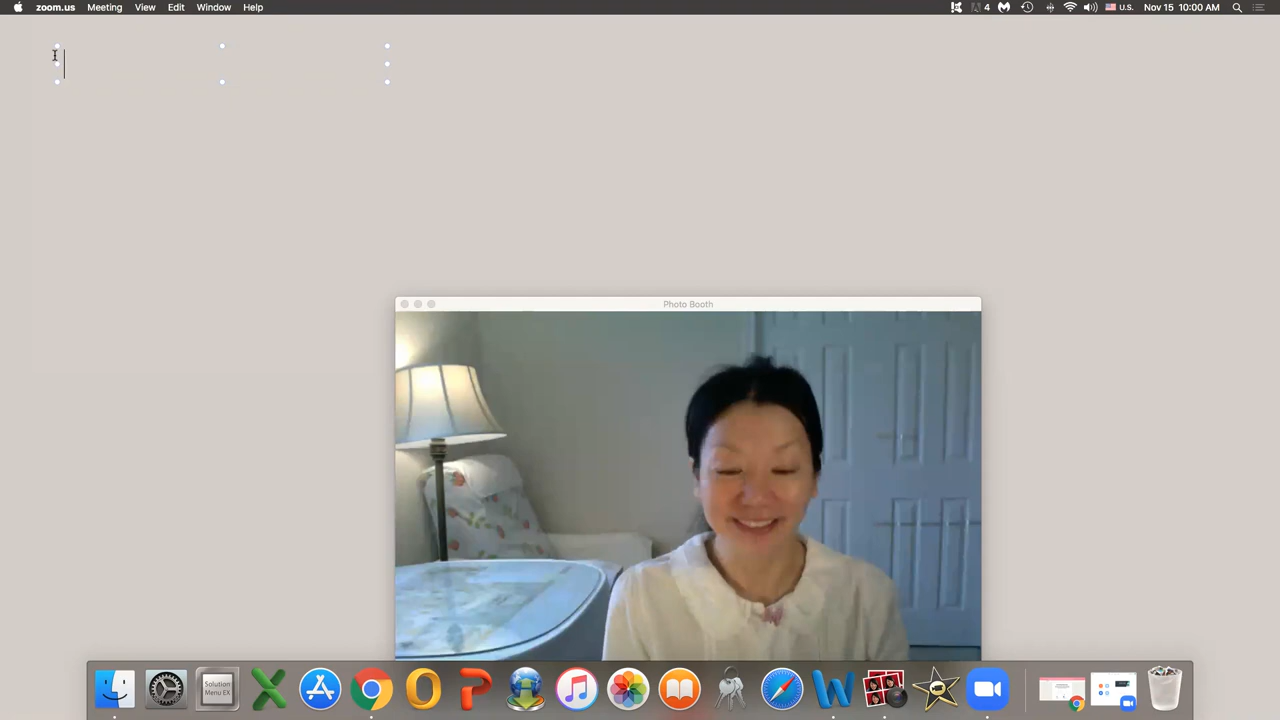 zoom.us Meeting View Edit Window Help 4 U.S. Nov 15 10:00 AM
Photo Booth
Solution
Menu EX